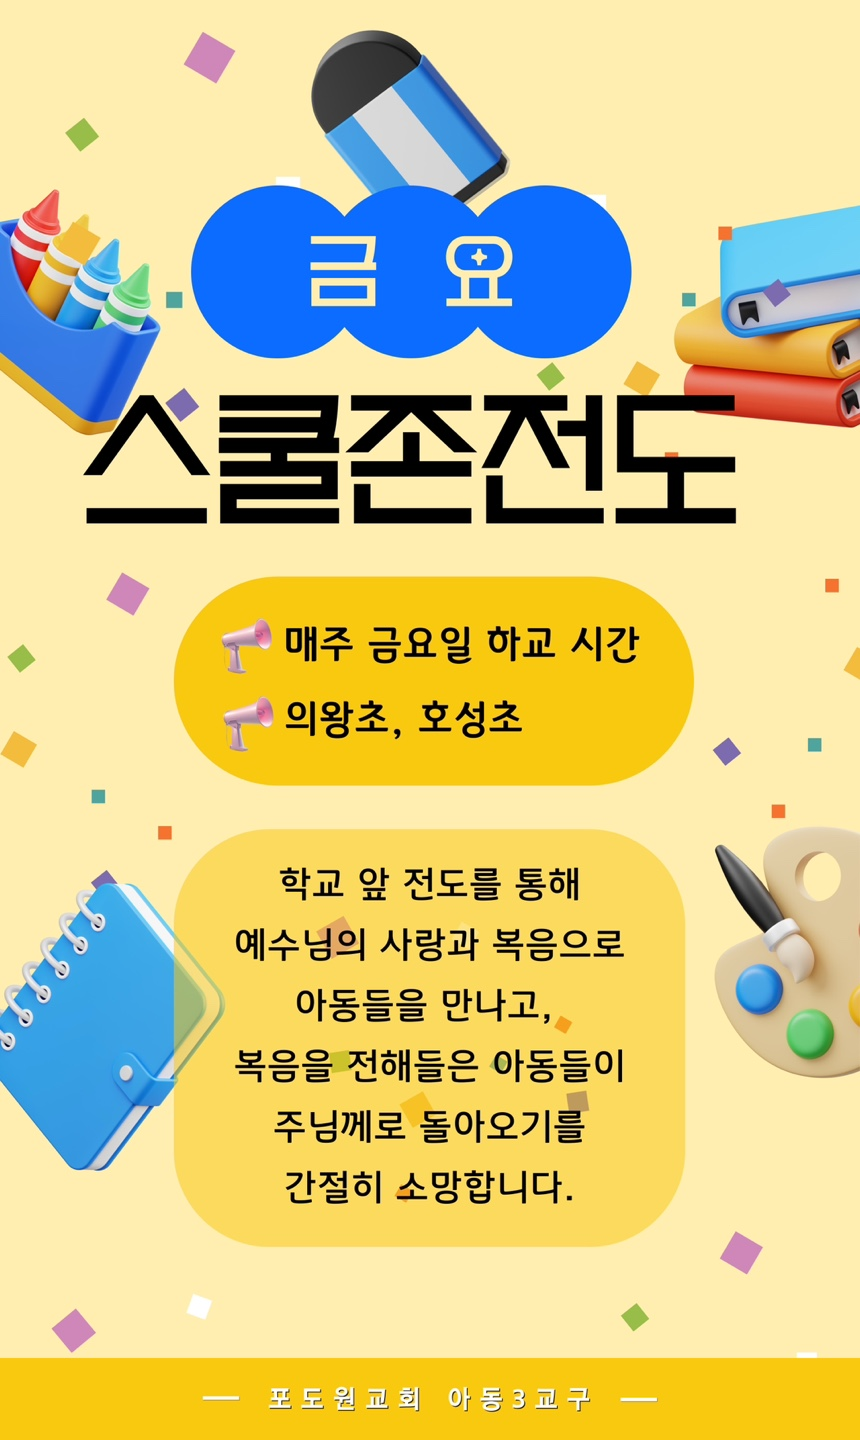 금 요
스쿨존전도
매주 금요일 하교 시간
의왕초, 호성초
학교 앞 전도를 통해
예수님의 사랑과 복음으로
아동들을 만나고,
복음을 전해들은 아동들이
주님께로 돌아오기를
간절히 소망합니다.
포도원교회 아동3교구